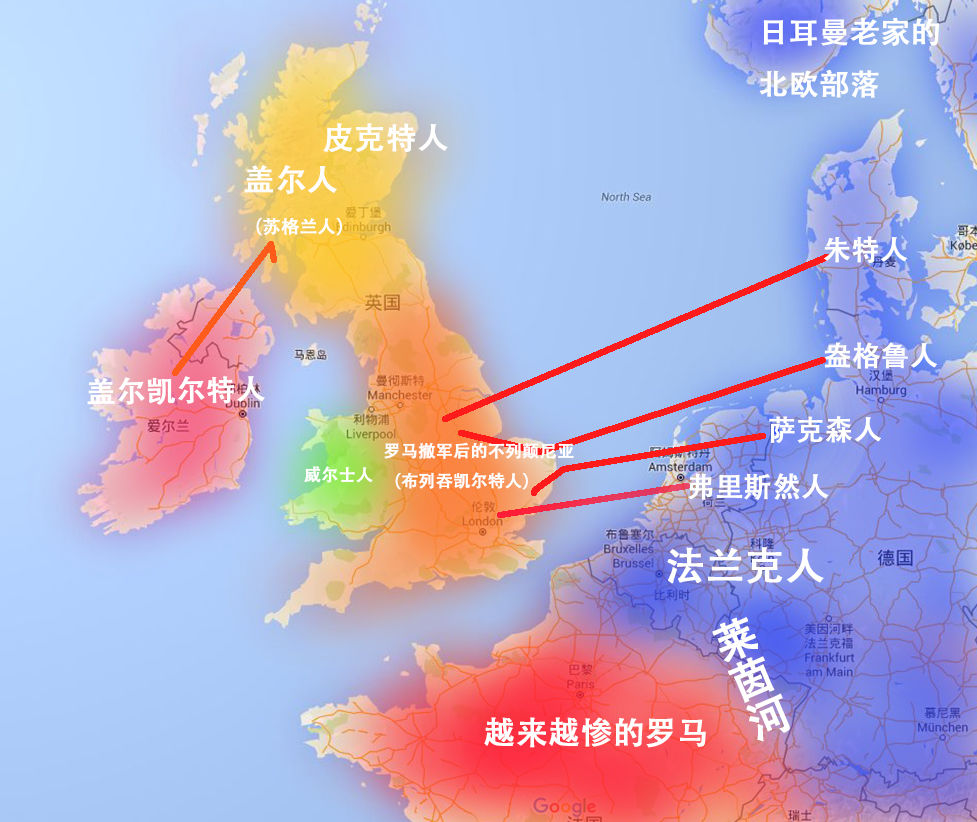 日耳曼老家的
北欧部落
皮克特人
盖尔人
(苏格兰人)
爱丁堡
Edinburgh
North Sea
朱特人
丹麦
英国
马恩岛
盎格鲁人
汉堡
Hamburg
曼彻斯特
Manchester
盖尔凯尔特人
Dublin
爱尔兰
利物浦
Liverpool
萨克森人
罗马撤军后的不列颠尼亚
(布列吞凯尔特人)
威尔士人
阿姆斯特丹
Amsterdam
弗里斯然人
荷兰
伦敦
London
布鲁塞尔
Bruxelles
Brussel
科隆
法兰克人
德国
比利时
莱茵河
美因河畔
法兰克福
Frankfurt
am Main
巴黎
Paris
慕尼黑
München
越来越惨的罗马
Google
法国
瑞士